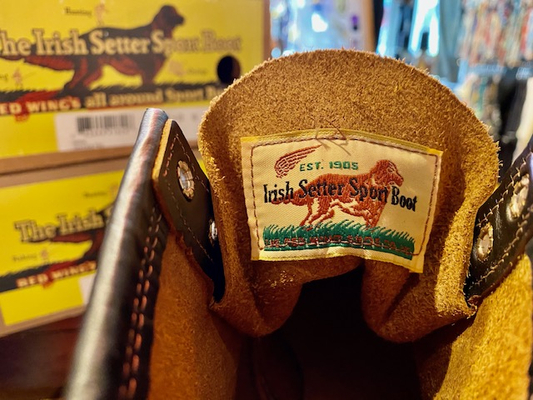 The Irish Setter Sport Boot
RED WING'S all around Sport B
The Irish
RED WING'S
EST. 1905
Irish Setter Sport Boot